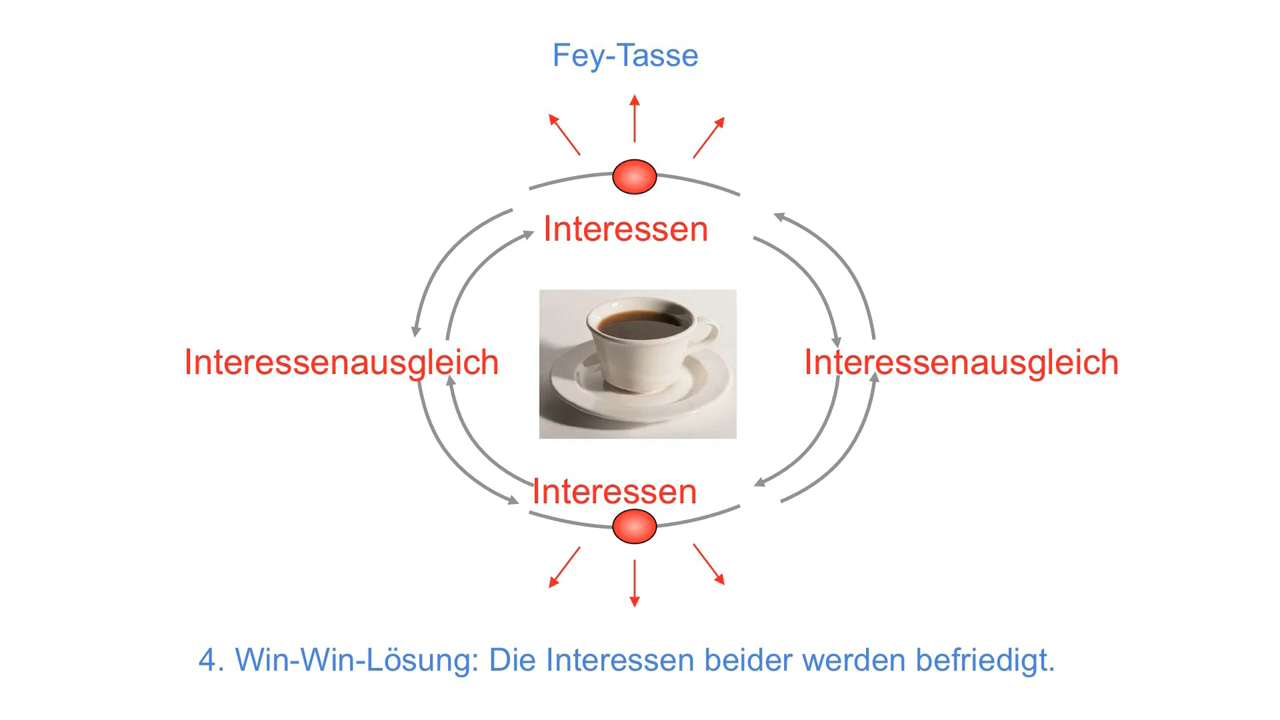 Fey-Tasse
Interessen
Interessenausgleich
Interessenausgleich
Interessen
4. Win-Win-Lösung: Die Interessen beider werden befriedigt.